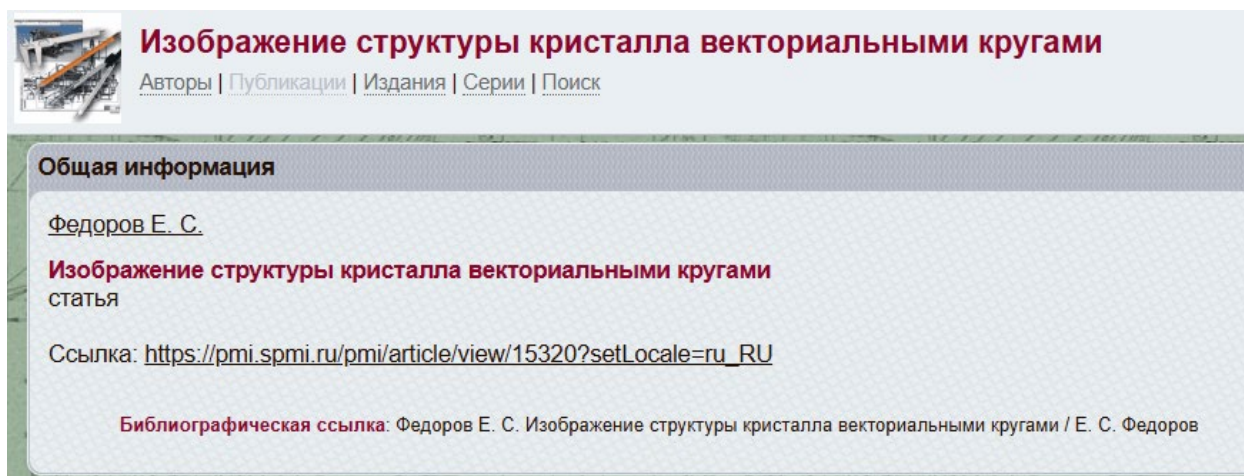 Изображение структуры кристалла векториальными кругами
Авторы | Публикации | Издания | Серии | Поиск
Общая информация
Федоров Е. С.
Изображение структуры кристалла векториальными кругами
статья
Ссылка: https://pmi.spmi.ru/pmi/article/view/15320?setLocale=ru_RU
Библиографическая ссылка: Федоров Е. С. Изображение структуры кристалла векториальными кругами / Е. С. Федоров